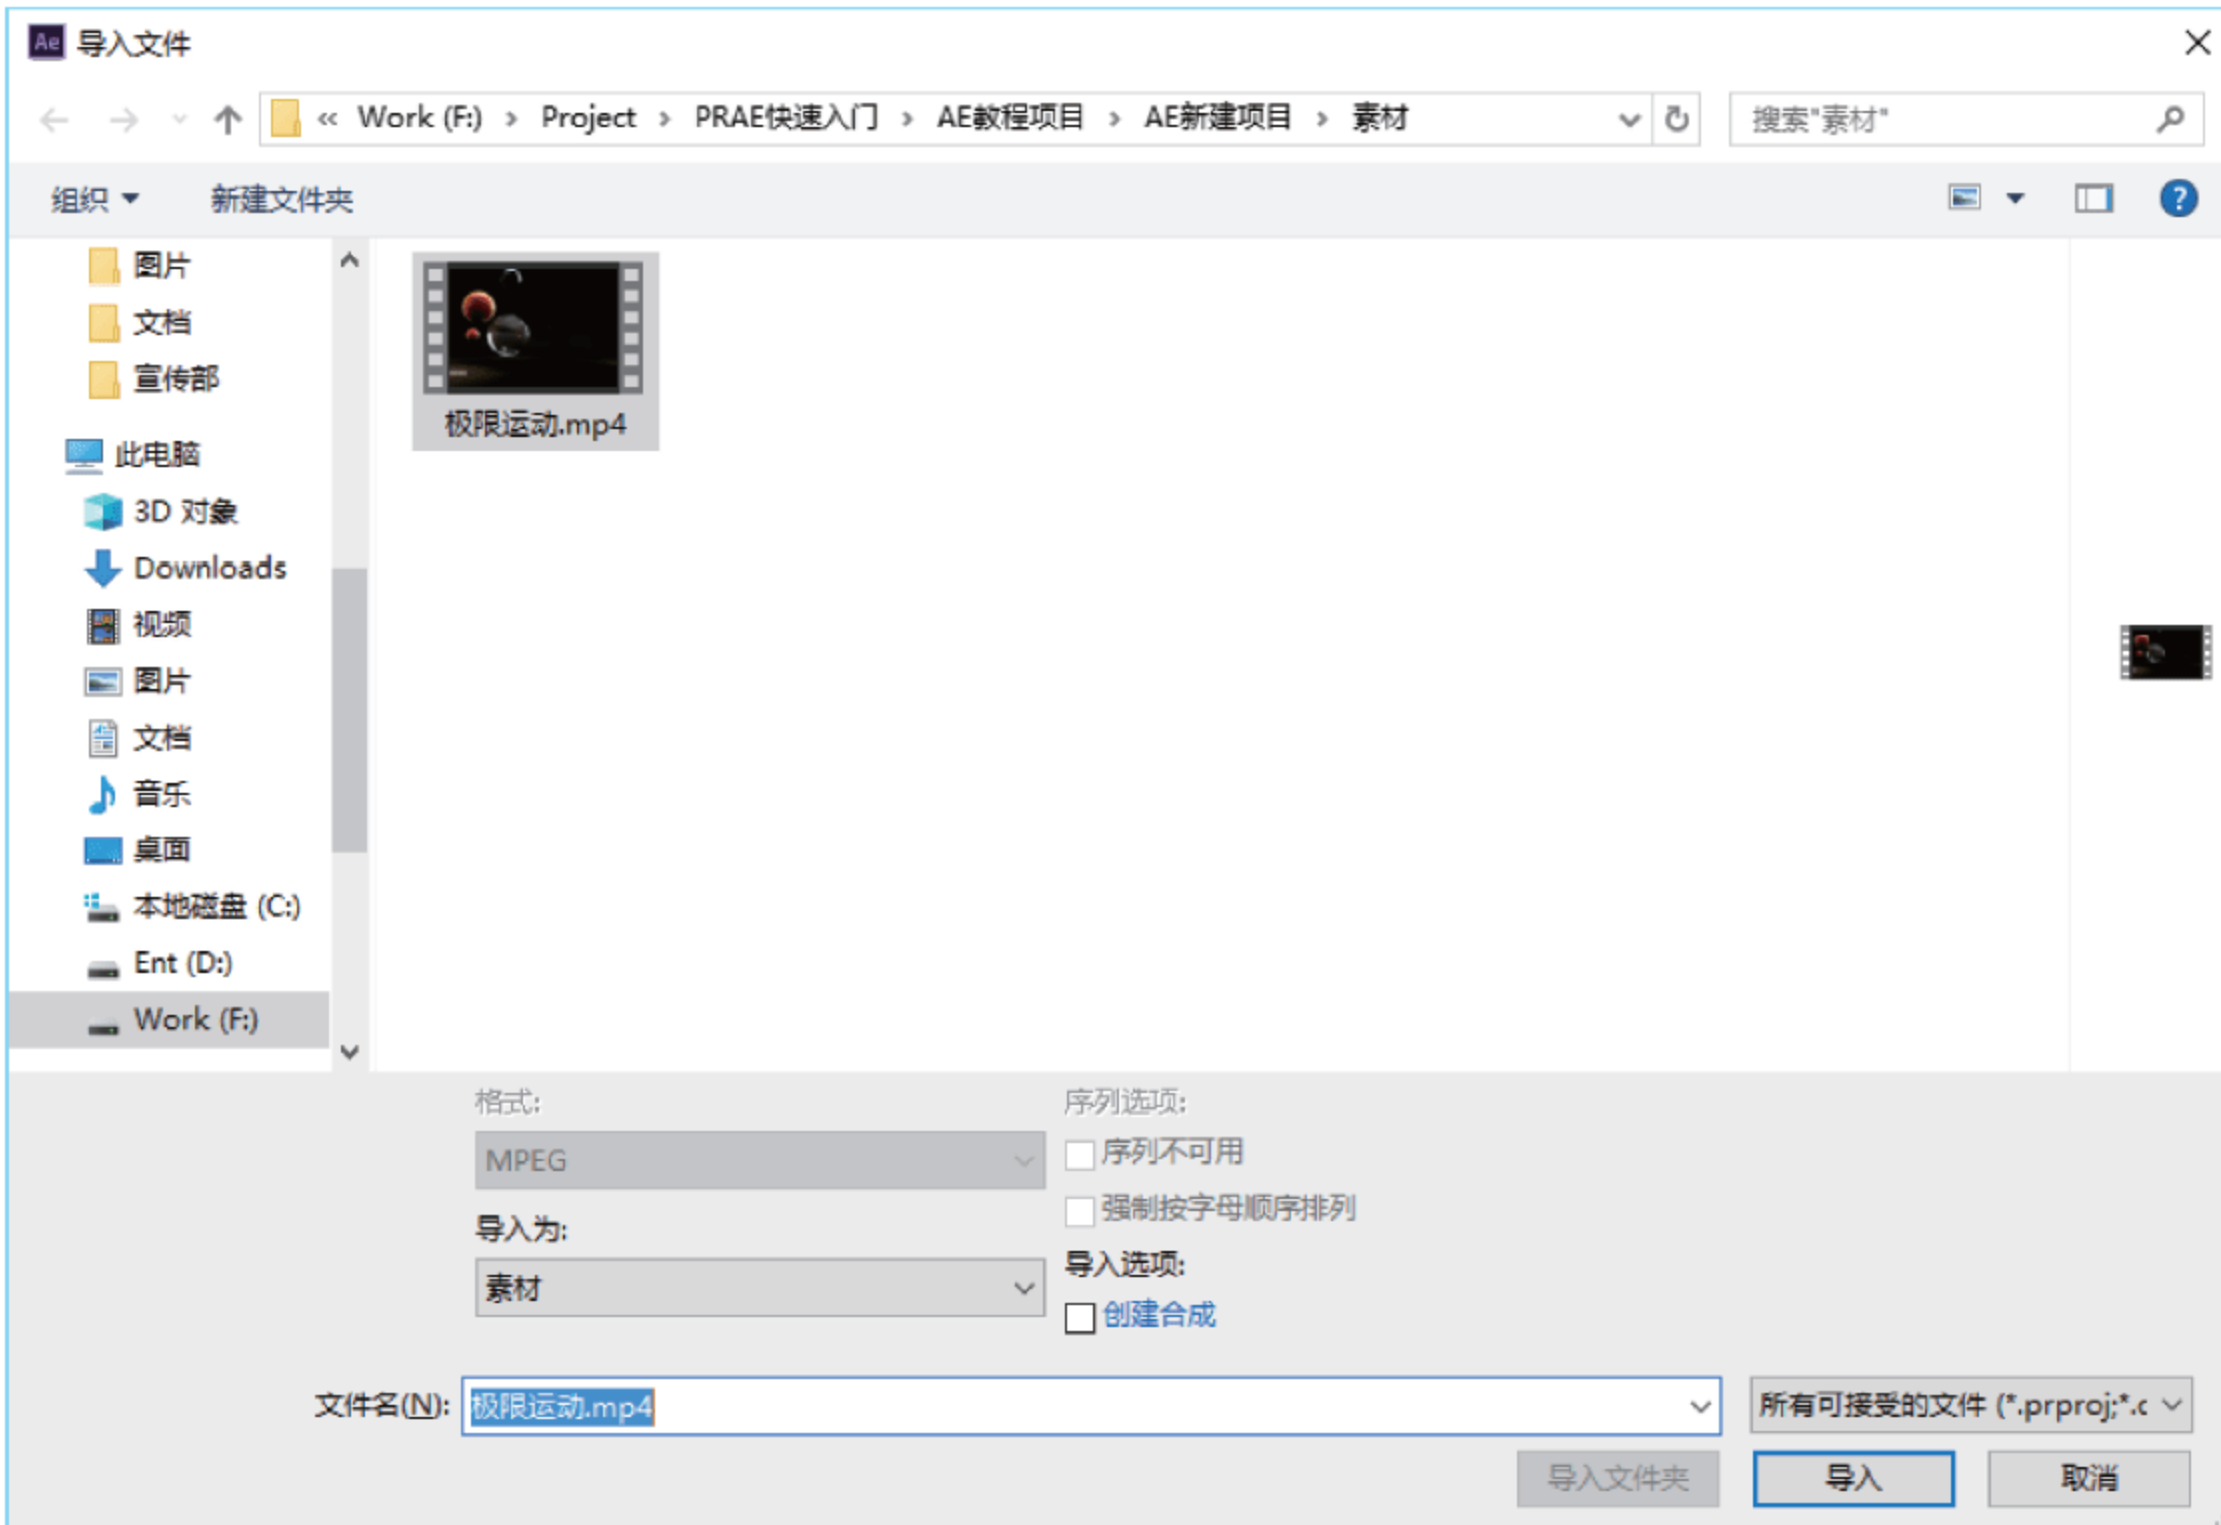 Ae 导入文件
« Work (F:) › Project › PRAE快速入门 › AE教程项目 › AE新建项目 › 素材
搜索"素材"
组织
新建文件夹
图片
文档
宣传部
此电脑
3D 对象
Downloads
视频
图片
文档
音乐
桌面
本地磁盘 (C:)
Ent (D:)
Work (F:)
极限运动.mp4
格式:
MPEG
导入为:
素材
序列选项:
序列不可用
强制按字母顺序排列
导入选项:
创建合成
文件名(N):
极限运动.mp4
所有可接受的文件 (*.prproj;*.c
导入文件夹
导入
取消